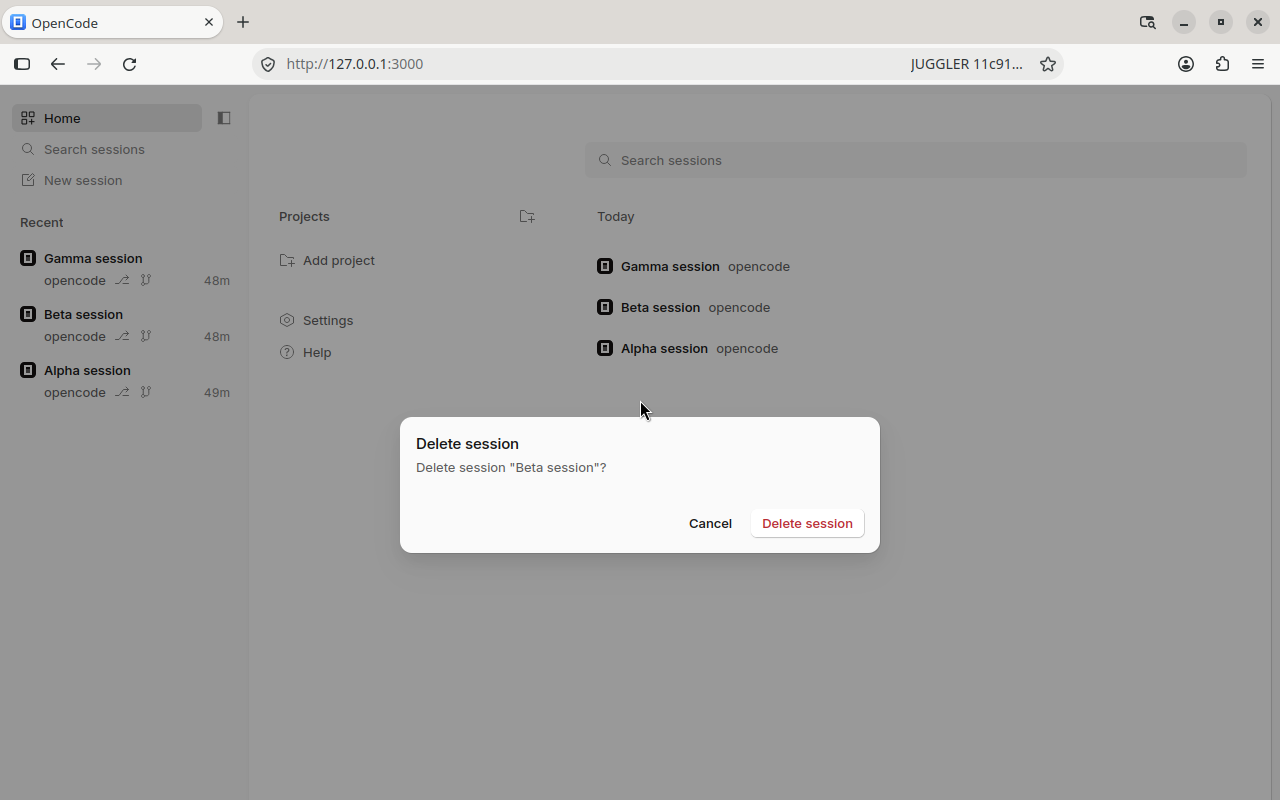 OpenCode
http://127.0.0.1:3000
JUGGLER 11c91...
Home
Search sessions
New session
Recent
Gamma session
opencode 48m
Beta session
opencode 48m
Alpha session
opencode 49m
Search sessions
Projects
Add project
Settings
Help
Today
Gamma session opencode
Beta session opencode
Alpha session opencode
Delete session
Delete session "Beta session"?
Cancel
Delete session